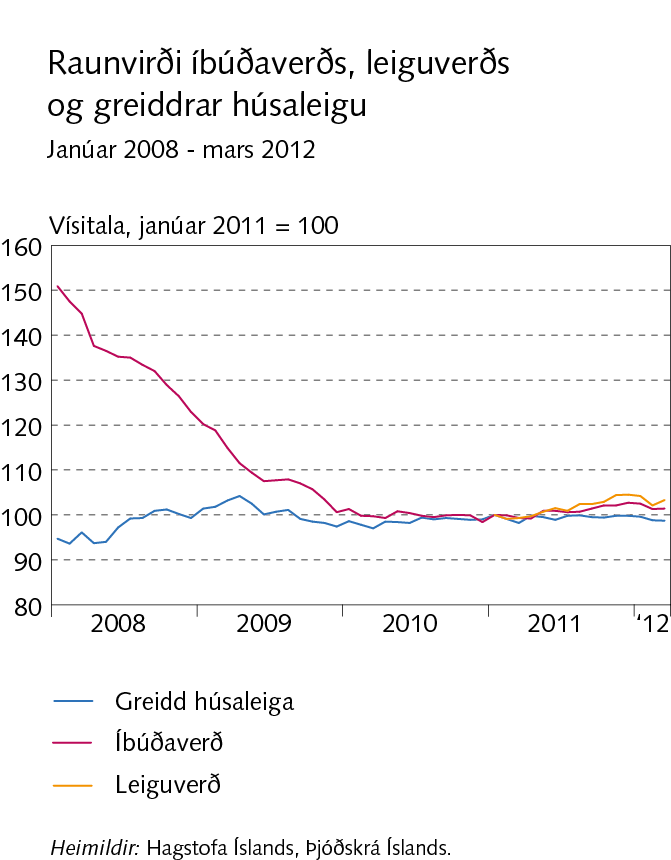 Raunvirði íbúðaverðs, leiguverðs
og greiddrar húsaleigu
Janúar 2008 - mars 2012
Vísitala, janúar 2011 = 100
160
150
140
130
120
110
100
90
80
2008 2009 2010 2011 '12
Greidd húsaleiga
Íbúðaverð
Leiguverð
Heimildir: Hagstofa Íslands, Þjóðskrá Íslands.